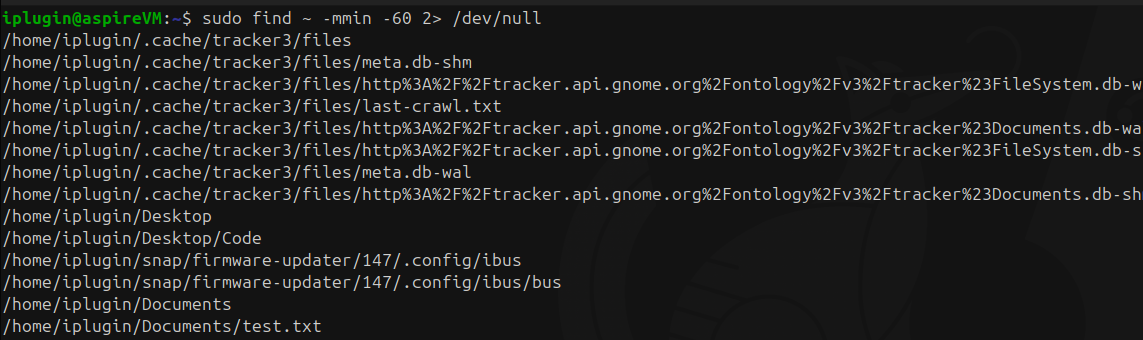 iplugin@aspireVM:~$ sudo find ~ -mmin -60 2> /dev/null
/home/iplugin/.cache/tracker3/files
/home/iplugin/.cache/tracker3/files/meta.db-shm
/home/iplugin/.cache/tracker3/files/http%3A%2F%2Ftracker.api.gnome.org%2Fontology%2Fv3%2Ftracker%23FileSystem.db-w
/home/iplugin/.cache/tracker3/files/last-crawl.txt
/home/iplugin/.cache/tracker3/files/http%3A%2F%2Ftracker.api.gnome.org%2Fontology%2Fv3%2Ftracker%23Documents.db-wa
/home/iplugin/.cache/tracker3/files/http%3A%2F%2Ftracker.api.gnome.org%2Fontology%2Fv3%2Ftracker%23FileSystem.db-s
/home/iplugin/.cache/tracker3/files/meta.db-wal
/home/iplugin/.cache/tracker3/files/http%3A%2F%2Ftracker.api.gnome.org%2Fontology%2Fv3%2Ftracker%23Documents.db-sh
/home/iplugin/Desktop
/home/iplugin/Desktop/Code
/home/iplugin/snap/firmware-updater/147/.config/ibus
/home/iplugin/snap/firmware-updater/147/.config/ibus/bus
/home/iplugin/Documents
/home/iplugin/Documents/test.txt